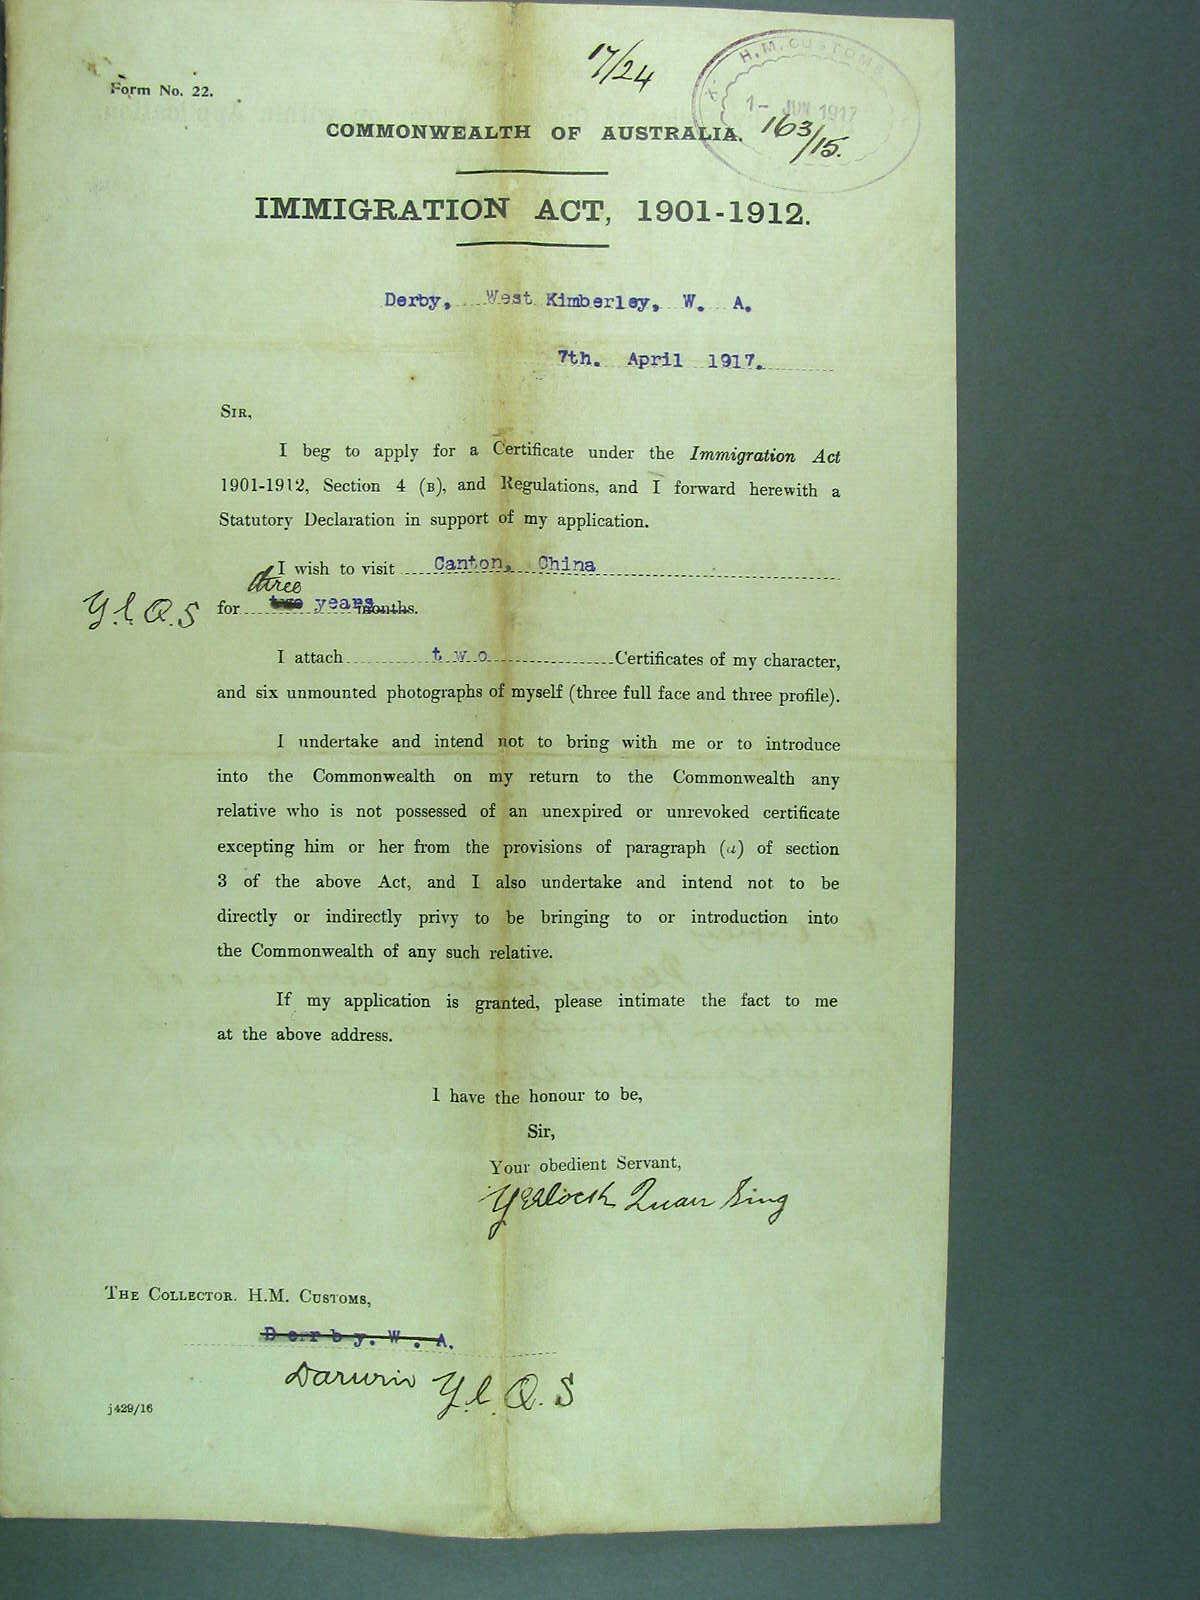 17/24
Form No. 22.
H.M. CUSTOMS
1- JUN 1917
163/15.
COMMONWEALTH OF AUSTRALIA.
IMMIGRATION ACT, 1901-1912.
Derby, West Kimberley, W. A.
7th. April 1917.
SIR,
I beg to apply for a Certificate under the Immigration Act
1901-1912, Section 4 (B), and Regulations, and I forward herewith a
Statutory Declaration in support of my application.
I wish to visit Canton, China
three
Y.l.Q.S for two years months.
I attach two Certificates of my character,
and six unmounted photographs of myself (three full face and three profile).
I undertake and intend not to bring with me or to introduce
into the Commonwealth on my return to the Commonwealth any
relative who is not possessed of an unexpired or unrevoked certificate
excepting him or her from the provisions of paragraph (a) of section
3 of the above Act, and I also undertake and intend not to be
directly or indirectly privy to be bringing to or introduction into
the Commonwealth of any such relative.
If my application is granted, please intimate the fact to me
at the above address.
I have the honour to be,
Sir,
Your obedient Servant,
Quan Sing
THE COLLECTOR. H.M. CUSTOMS,
Derby. W. A.
Darwin Y.l.Q.S
j429/16